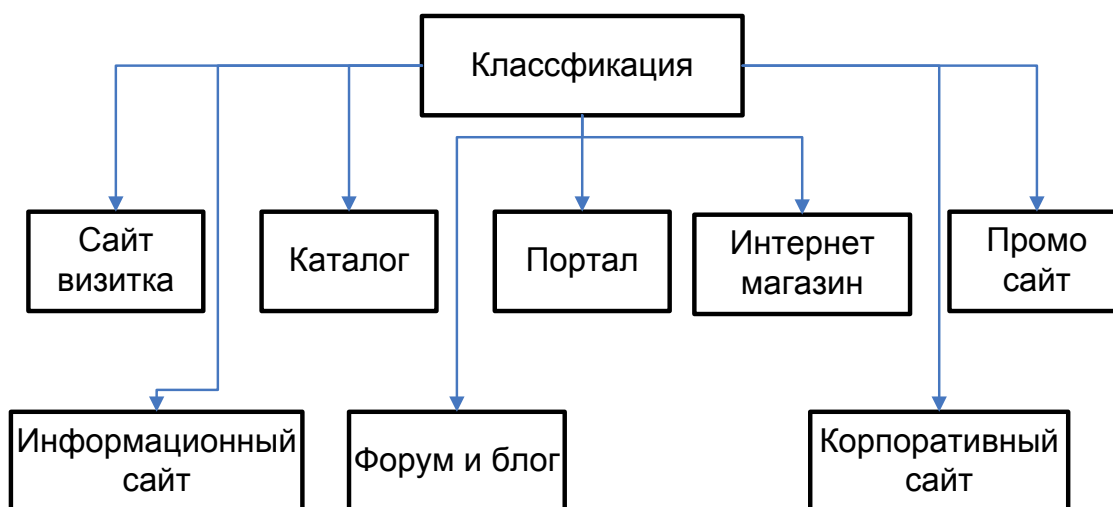 Классфикация
Сайт
визитка
Каталог
Портал
Интернет
магазин
Промо
сайт
Информационный
сайт
Форум и блог
Корпоративный
сайт